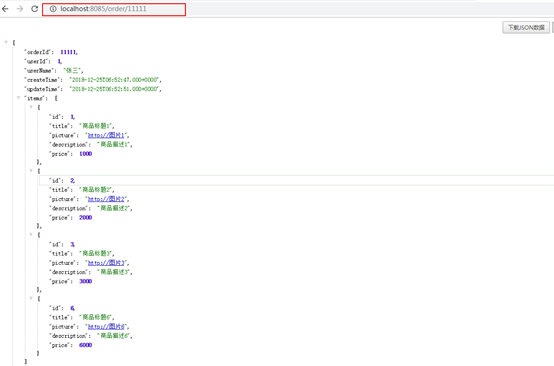 localhost:8085/order/11111
下载JSON数据
{
"orderId": 11111,
"userId": 1,
"userName": "张三",
"createTime": "2018-12-25T06:52:47.000+0000",
"updateTime": "2018-12-25T06:52:51.000+0000",
"items": [
{
"id": 1,
"title": "商品标题1",
"picture": "http://图片1",
"description": "商品描述1",
"price": 1000
},
{
"id": 2,
"title": "商品标题2",
"picture": "http://图片2",
"description": "商品描述2",
"price": 2000
},
{
"id": 3,
"title": "商品标题3",
"picture": "http://图片3",
"description": "商品描述3",
"price": 3000
},
{
"id": 6,
"title": "商品标题6",
"picture": "http://图片6",
"description": "商品描述6",
"price": 6000
}
]